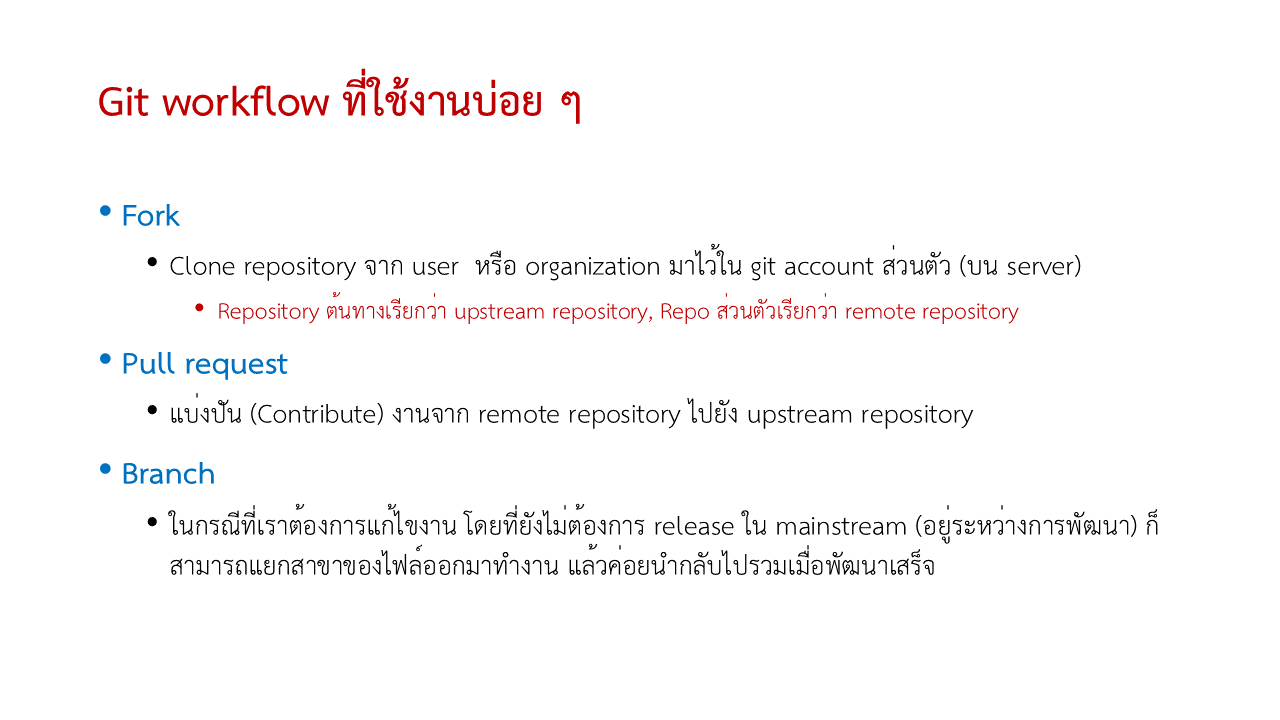 Git workflow ที่ใช้งานบ่อย ๆ
• Fork
• Clone repository จาก user หรือ organization มาไว้ใน git account ส่วนตัว (บน server)
• Repository ต้นทางเรียกว่า upstream repository, Repo ส่วนตัวเรียกว่า remote repository
• Pull request
• แบ่งปัน (Contribute) งานจาก remote repository ไปยัง upstream repository
• Branch
• ในกรณีที่เราต้องการแก้ไขงาน โดยที่ยังไม่ต้องการ release ใน mainstream (อยู่ระหว่างการพัฒนา) ก็
สามารถแยกสาขาของไฟล์ออกมาทำงาน แล้วค่อยนำกลับไปรวมเมื่อพัฒนาเสร็จ